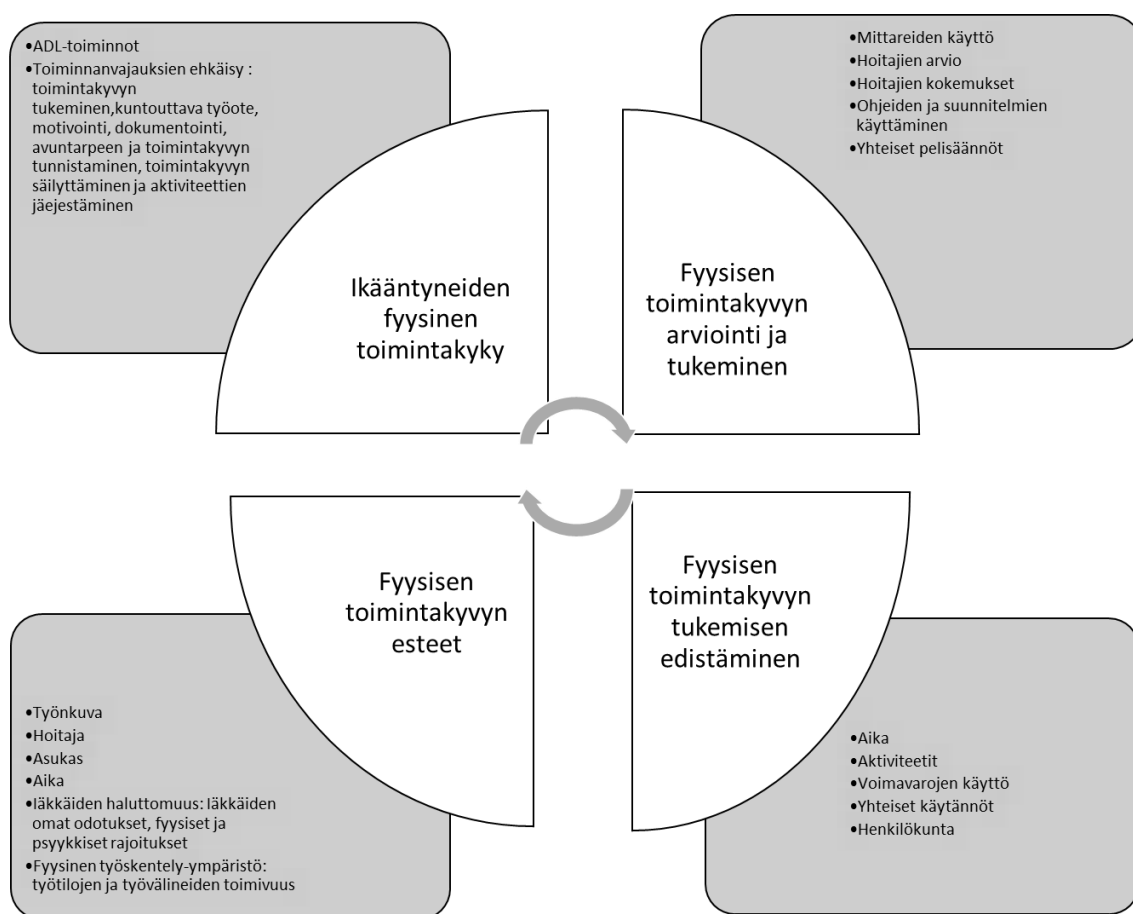 •ADL-toiminnot
•Toiminnanvajauksien ehkäisy :
toimintakyvyn
tukeminen,kuntouttava työote,
motivointi, dokumentointi,
avuntarpeen ja toimintakyvyn
tunnistaminen, toimintakyvyn
säilyttäminen ja aktiviteettien
jäejestäminen
•Mittareiden käyttö
•Hoitajien arvio
•Hoitajien kokemukset
•Ohjeiden ja suunnitelmien
käyttäminen
•Yhteiset pelisäännöt
Ikääntyneiden
fyysinen
toimintakyky
Fyysisen
toimintakyvyn
arviointi ja
tukeminen
Fyysisen
toimintakyvyn
esteet
Fyysisen
toimintakyvyn
tukemisen
edistäminen
•Työnkuva
•Hoitaja
•Asukas
•Aika
•Iäkkäiden haluttomuus: Iäkkäiden
omat odotukset, fyysiset ja
psyykkiset rajoitukset
•Fyysinen työskentely-ympäristö:
työtilojen ja työvälineiden toimivuus
•Aika
•Aktiviteetit
•Voimavarojen käyttö
•Yhteiset käytännöt
•Henkilökunta